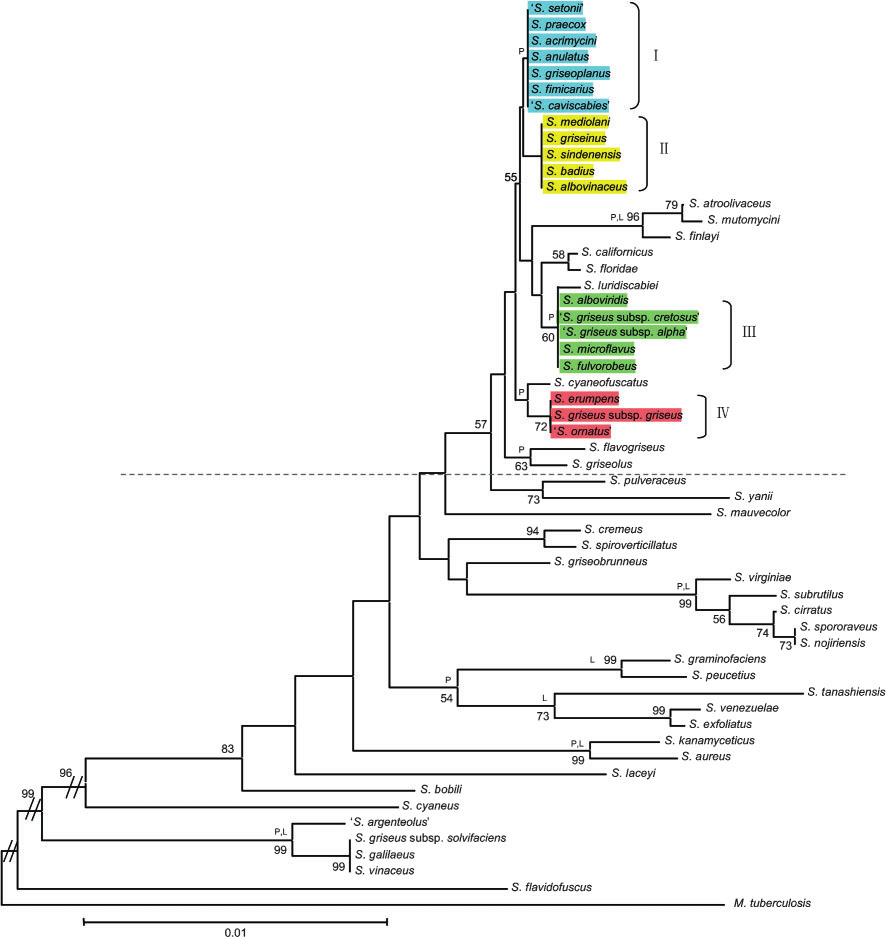 'S. setonii'
S. praecox
P
S. acrimycini
S. anulatus
I
S. griseoplanus
S. fimicarius
'S. caviscabies'
S. mediolani
S. griseinus
II
S. sindenensis
S. badius
55
S. albovinaceus
79
S. atroolivaceus
P,L 96
S. mutomycini
S. finlayi
S. californicus
58
S. floridae
S. luridiscabiei
S. alboviridis
P
'S. griseus subsp. cretosus'
III
60
'S. griseus subsp. alpha'
S. microflavus
S. fulvorobeus
S. cyaneofuscatus
P
S. erumpens
S. griseus subsp. griseus
IV
57
72
'S. ornatus'
P
S. flavogriseus
63
S. griseolus
S. pulveraceus
73
S. yanii
S. mauvecolor
94
S. cremeus
S. spiroverticillatus
S. griseobrunneus
P,L
S. virginiae
99
S. subrutilus
56
S. cirratus
74
S. spororaveus
73
S. nojiriensis
L 99
S. graminofaciens
P
S. peucetius
54
L
S. tanashiensis
73
99
S. venezuelae
S. exfoliatus
P,L
S. kanamyceticus
99
S. aureus
83
96
S. laceyi
99
S. bobili
S. cyaneus
'S. argenteolus'
P,L
S. griseus subsp. solvifaciens
99
S. galilaeus
99
S. vinaceus
S. flavidofuscus
M. tuberculosis
0.01